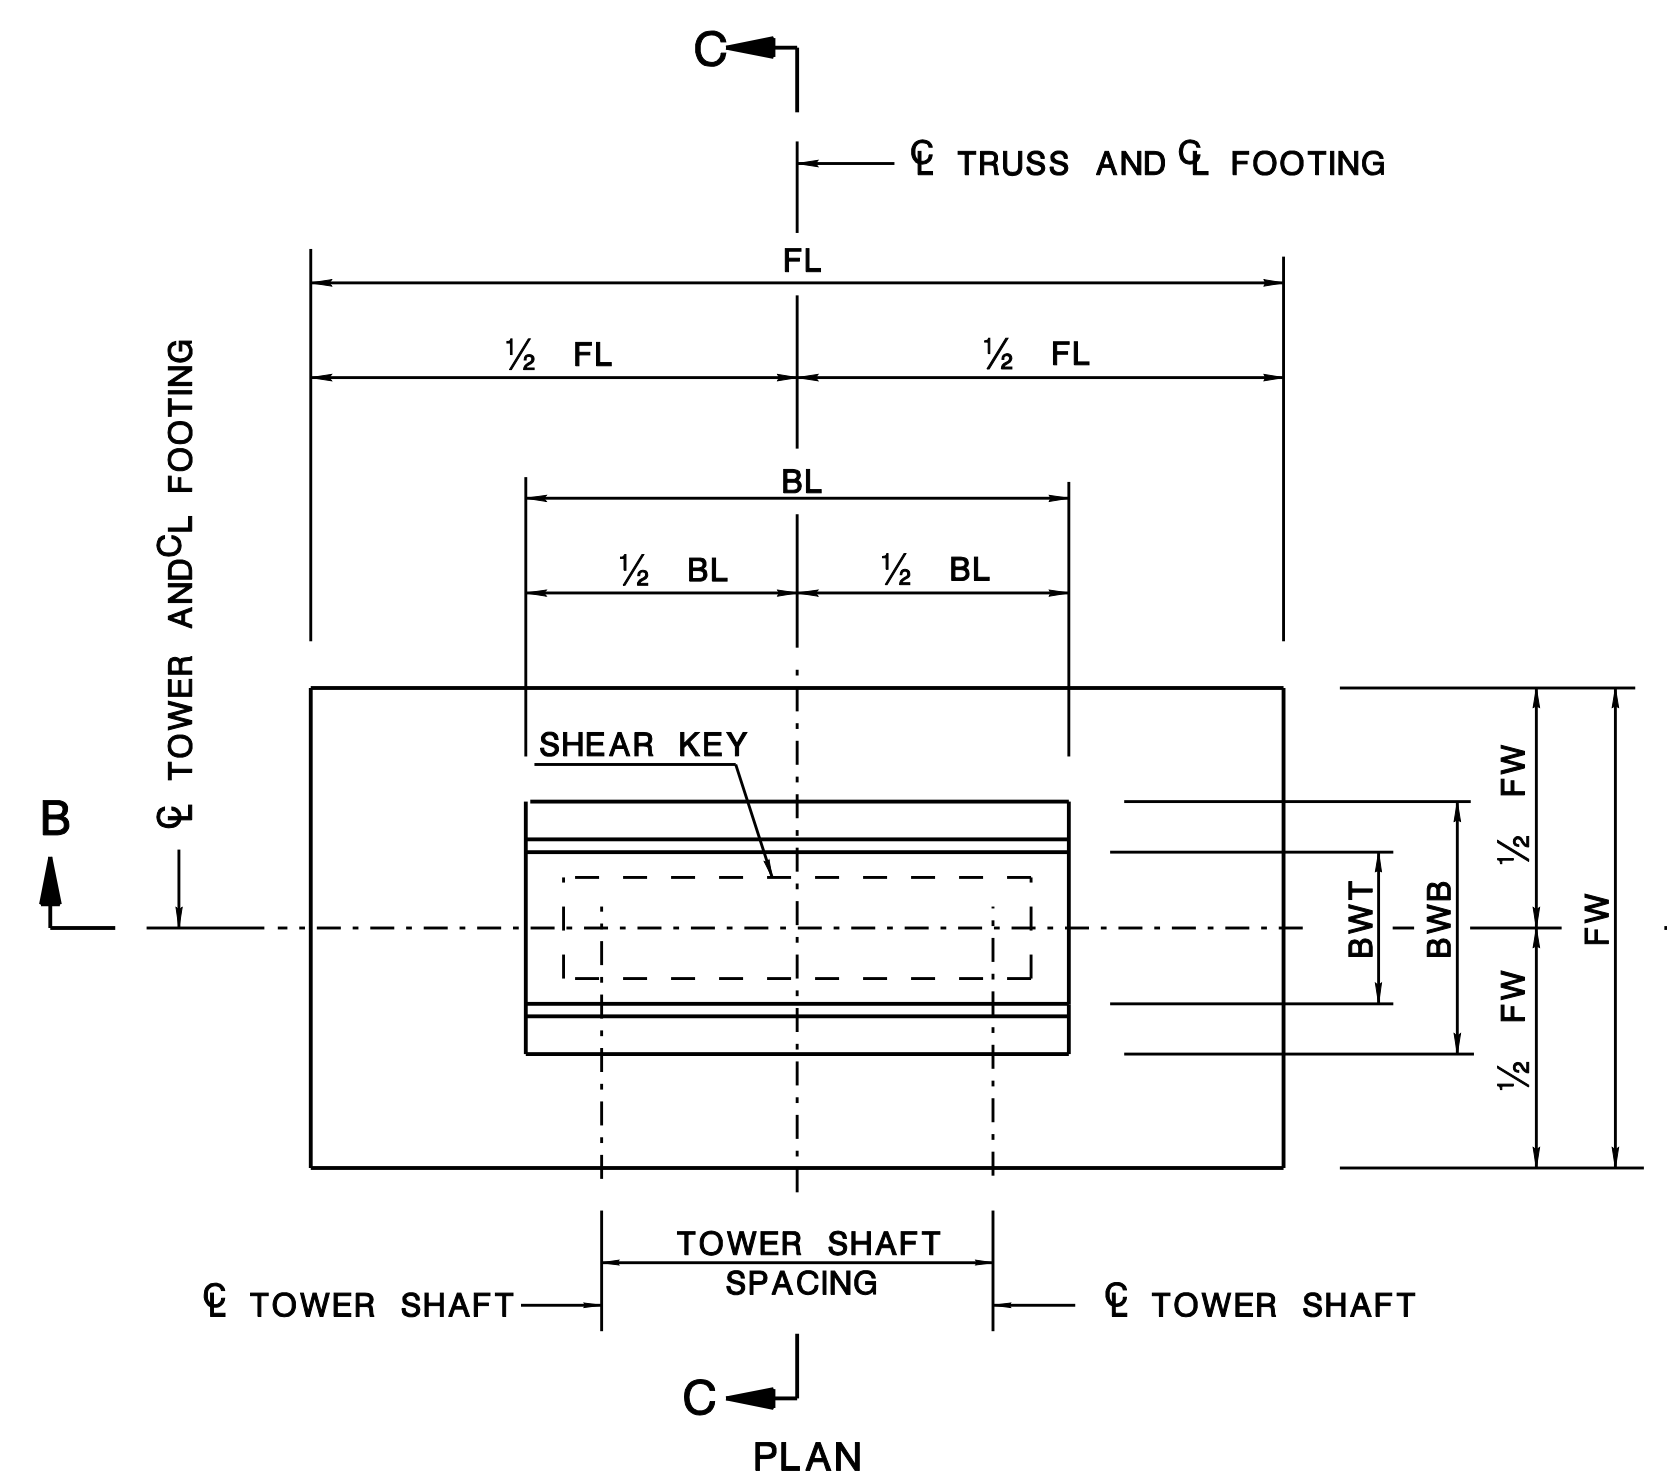 C
℄ TRUSS AND ℄ FOOTING
FL
½ FL
½ FL
℄ TOWER AND ℄ FOOTING
BL
½ BL
½ BL
SHEAR KEY
B
½ FW
½ FW
FW
BWT
BWB
TOWER SHAFT
SPACING
℄ TOWER SHAFT
℄ TOWER SHAFT
C
PLAN